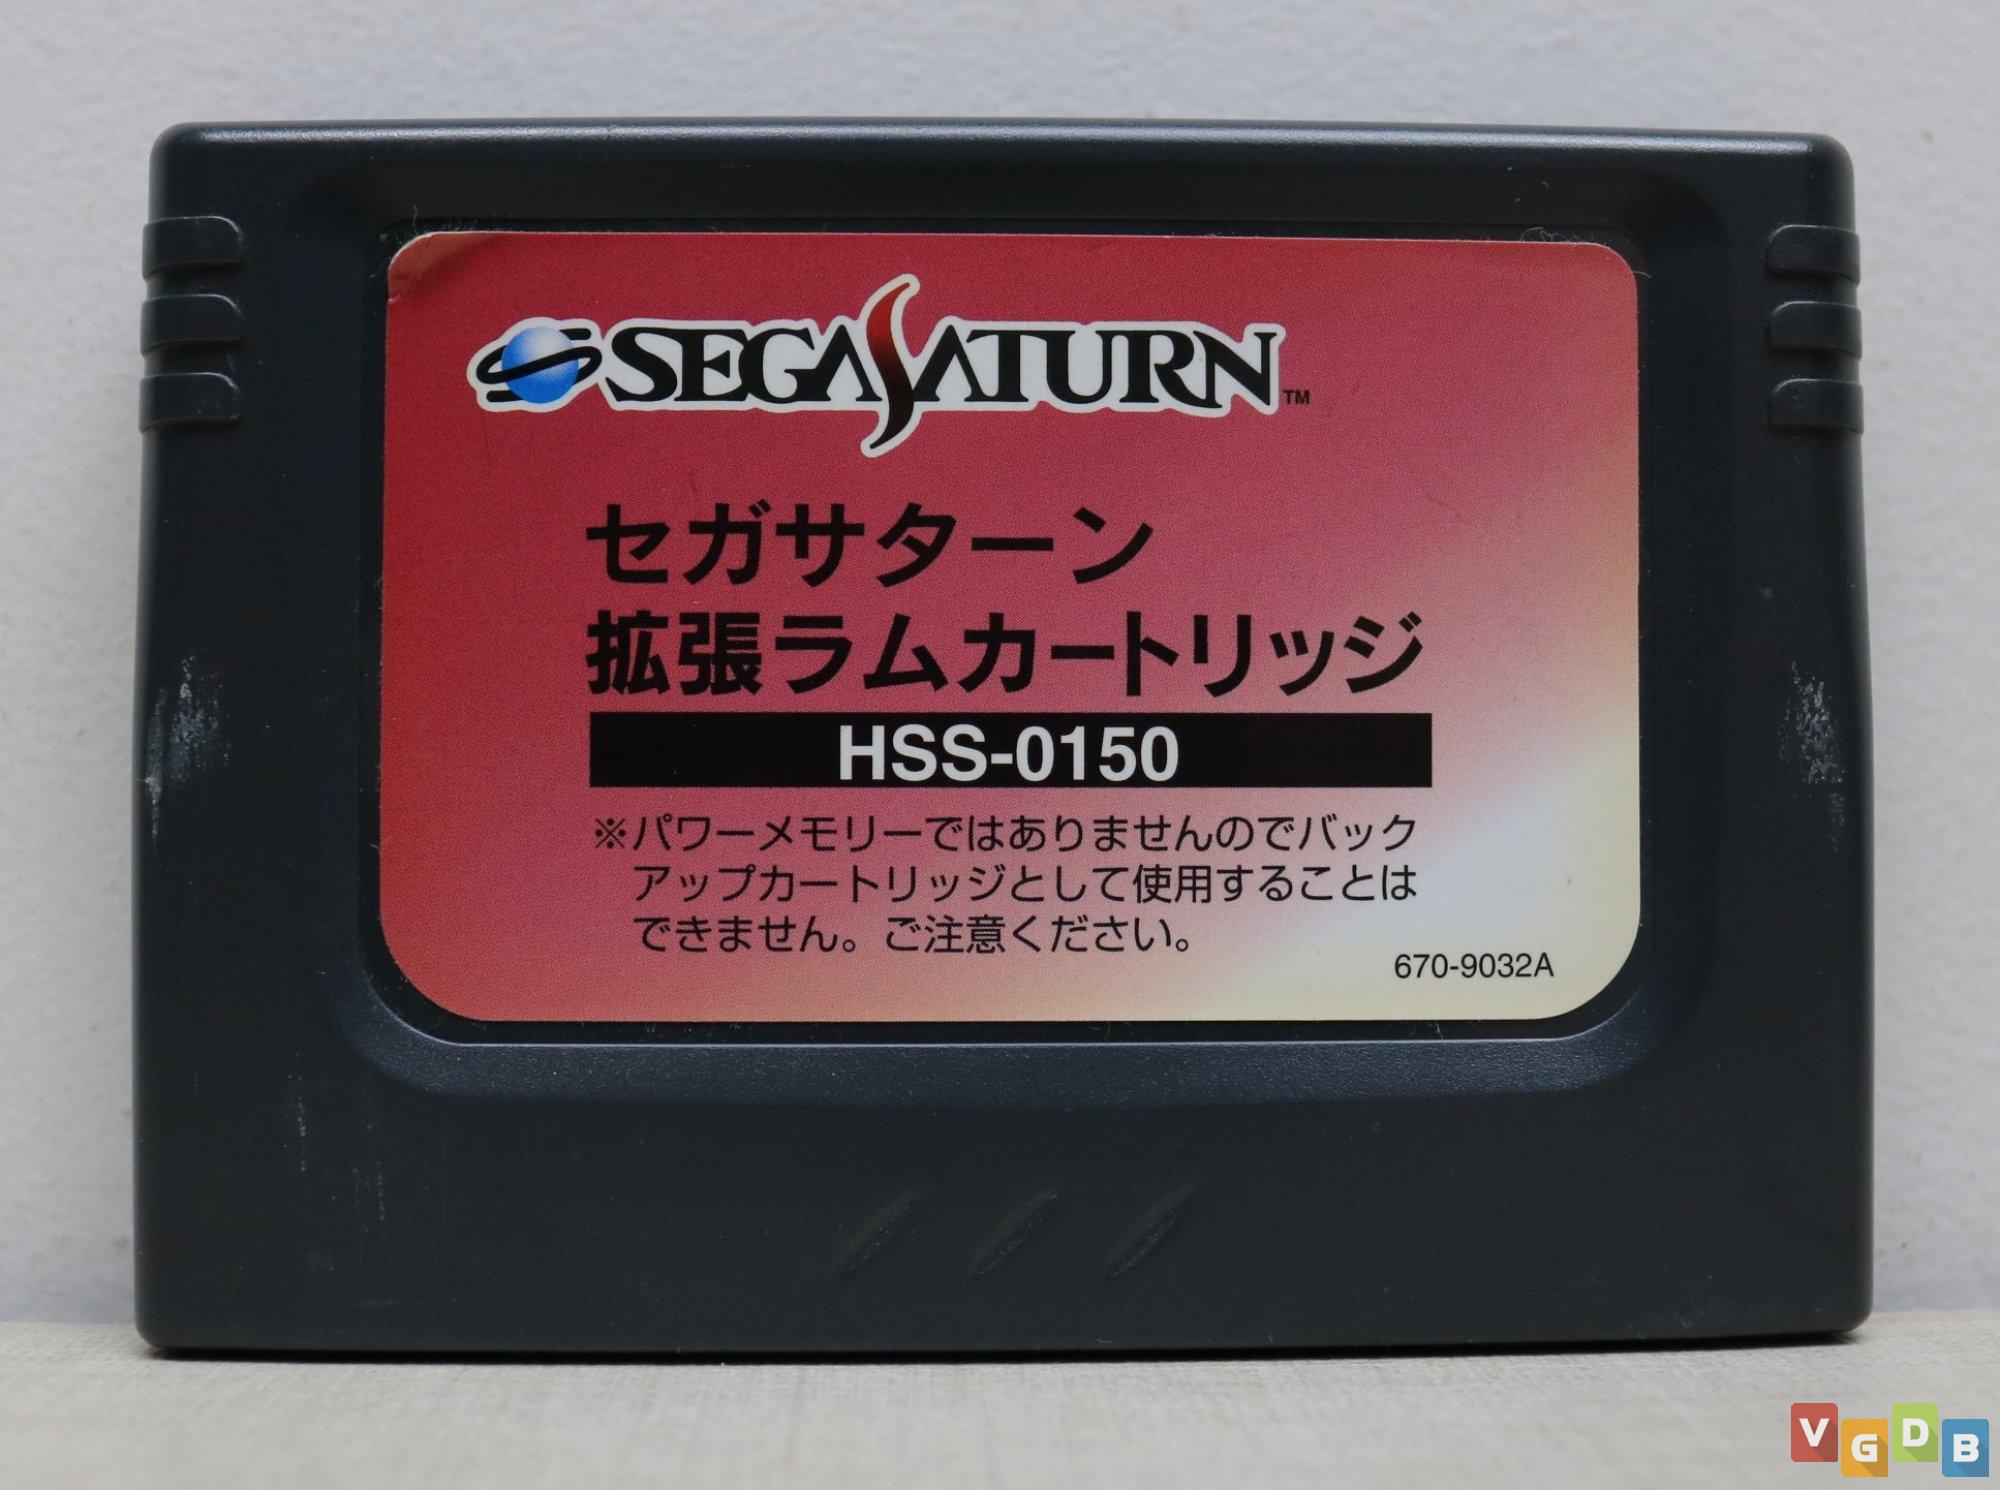 SEGA SATURN™
セガサターン
拡張ラムカートリッジ
HSS-0150
※パワーメモリーではありませんのでバック
アップカートリッジとして使用することは
できません。ご注意ください。
670-9032A
VGDB